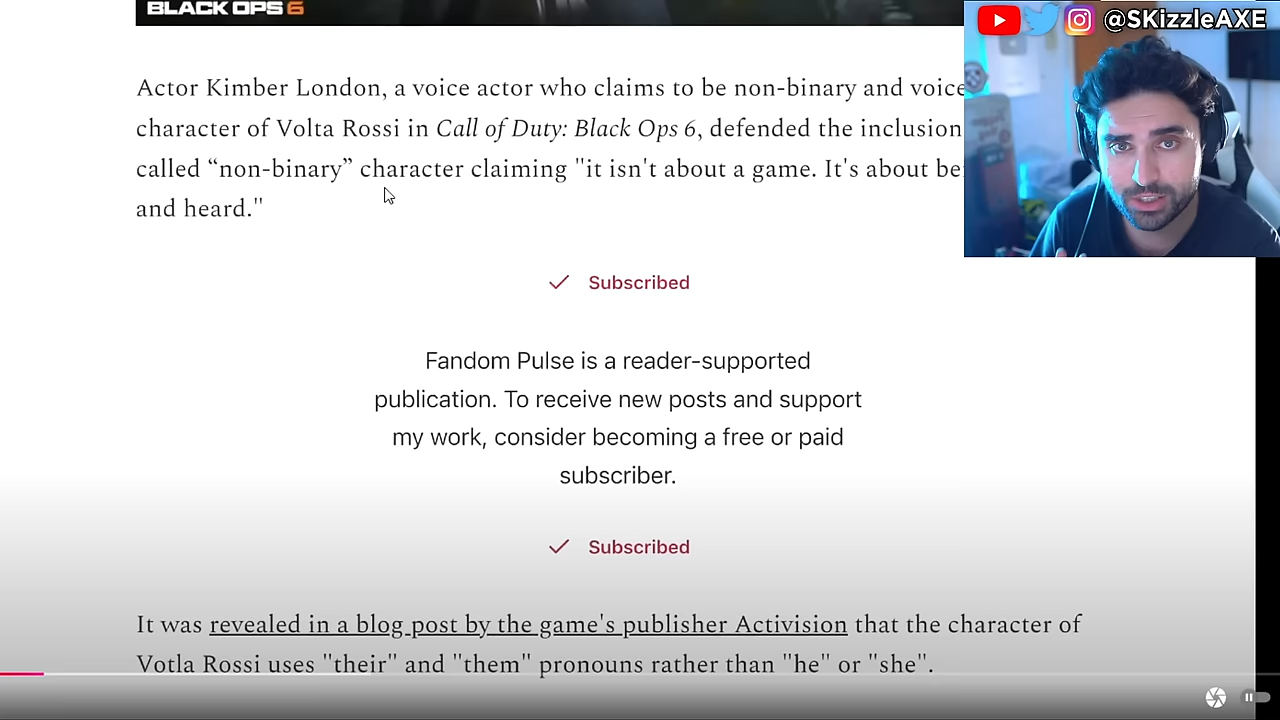 BLACK OPS 6
@SKizzleAXE
Actor Kimber London, a voice actor who claims to be non-binary and voice
character of Volta Rossi in Call of Duty: Black Ops 6, defended the inclusion
called “non-binary” character claiming "it isn't about a game. It's about be
and heard."
Subscribed
Fandom Pulse is a reader-supported
publication. To receive new posts and support
my work, consider becoming a free or paid
subscriber.
Subscribed
It was revealed in a blog post by the game's publisher Activision that the character of
Votla Rossi uses "their" and "them" pronouns rather than "he" or "she".